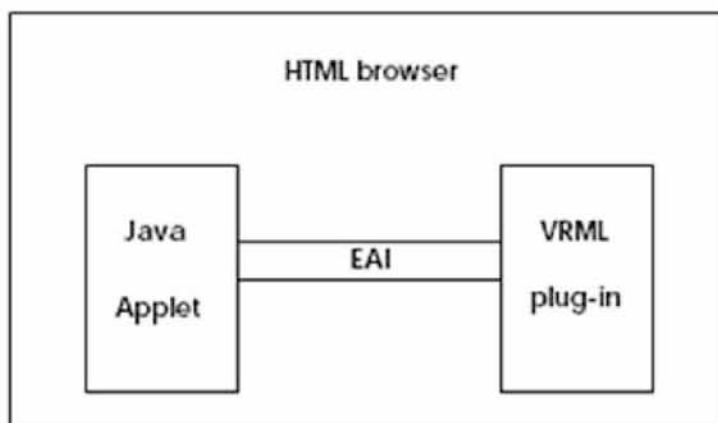 HTML browser
Java
Applet
EAI
VRML
plug-in